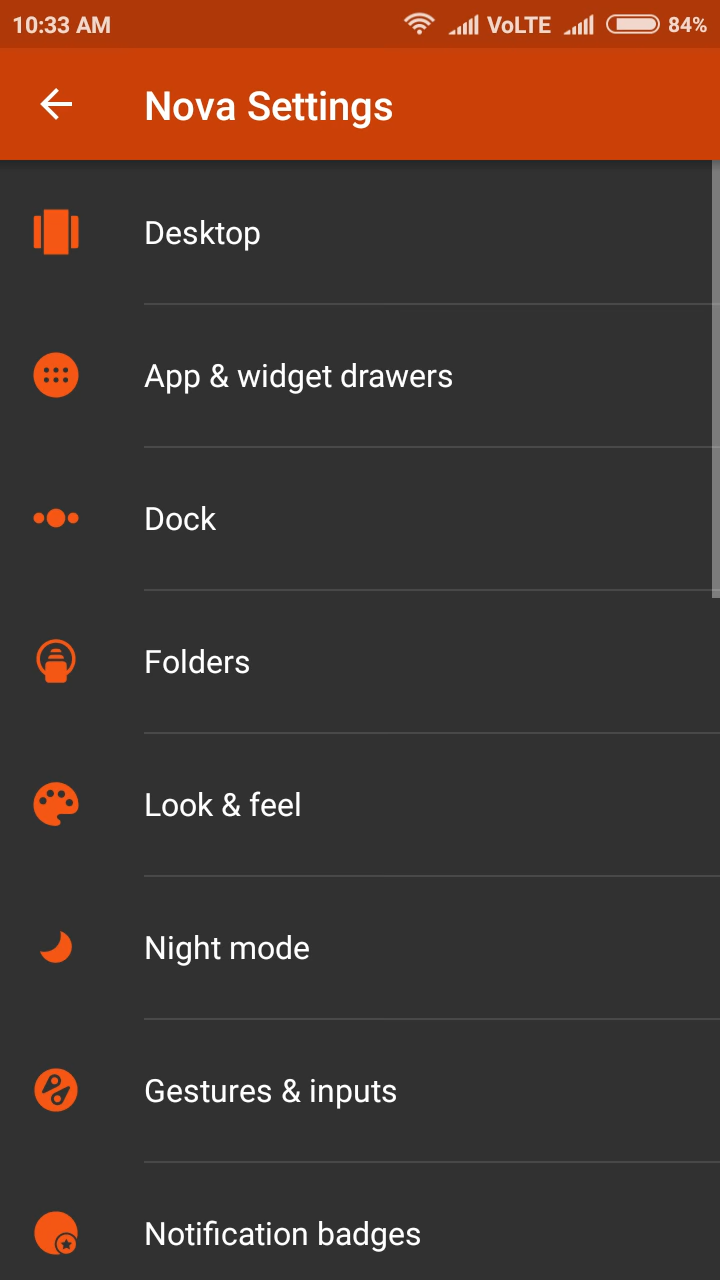 10:33 AM VoLTE 84%
Nova Settings
Desktop
App & widget drawers
Dock
Folders
Look & feel
Night mode
Gestures & inputs
Notification badges